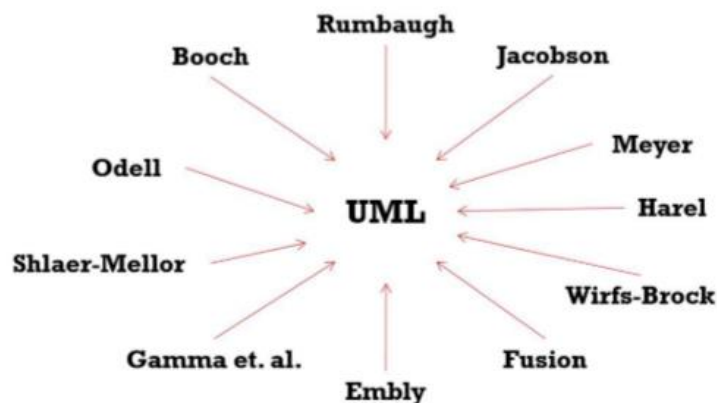 Rumbaugh
Booch
Jacobson
Meyer
Odell
UML
Harel
Shlaer-Mellor
Wirfs-Brock
Gamma et. al.
Fusion
Embly